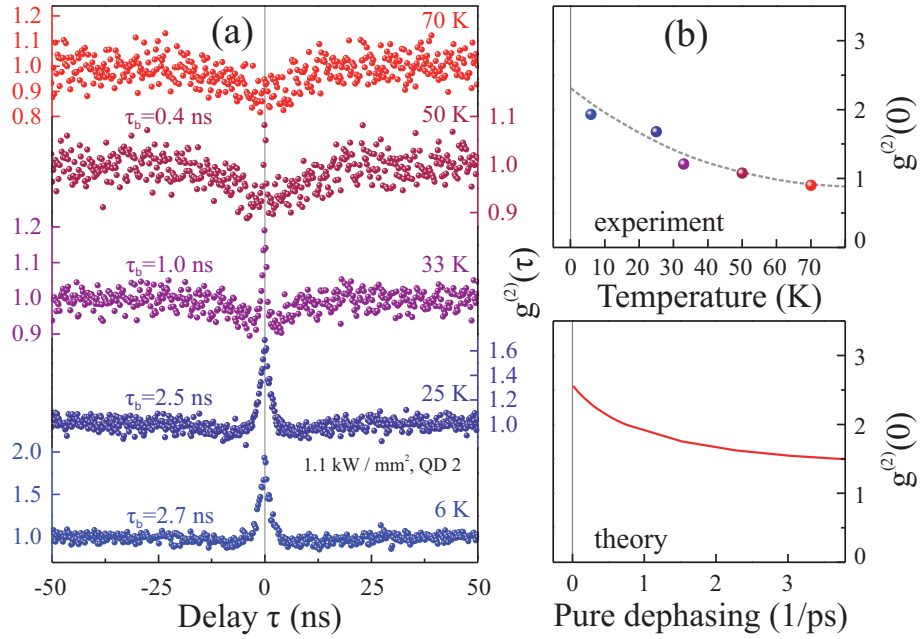 (a)
1.2
1.1
1.0
0.9
0.8
70 K
τb=0.4 ns
50 K
1.1
1.0
0.9
1.2
1.1
1.0
0.9
τb=1.0 ns
33 K
g(2)(τ)
1.6
1.4
1.2
1.0
τb=2.5 ns
25 K
2.0
1.5
1.0
1.1 kW / mm2, QD 2
τb=2.7 ns
6 K
-50 -25 0 25 50
Delay τ (ns)
(b)
3
2
1
0
g(2)(0)
experiment
0 10 20 30 40 50 60 70
Temperature (K)
3
2
1
0
g(2)(0)
theory
0 1 2 3
Pure dephasing (1/ps)